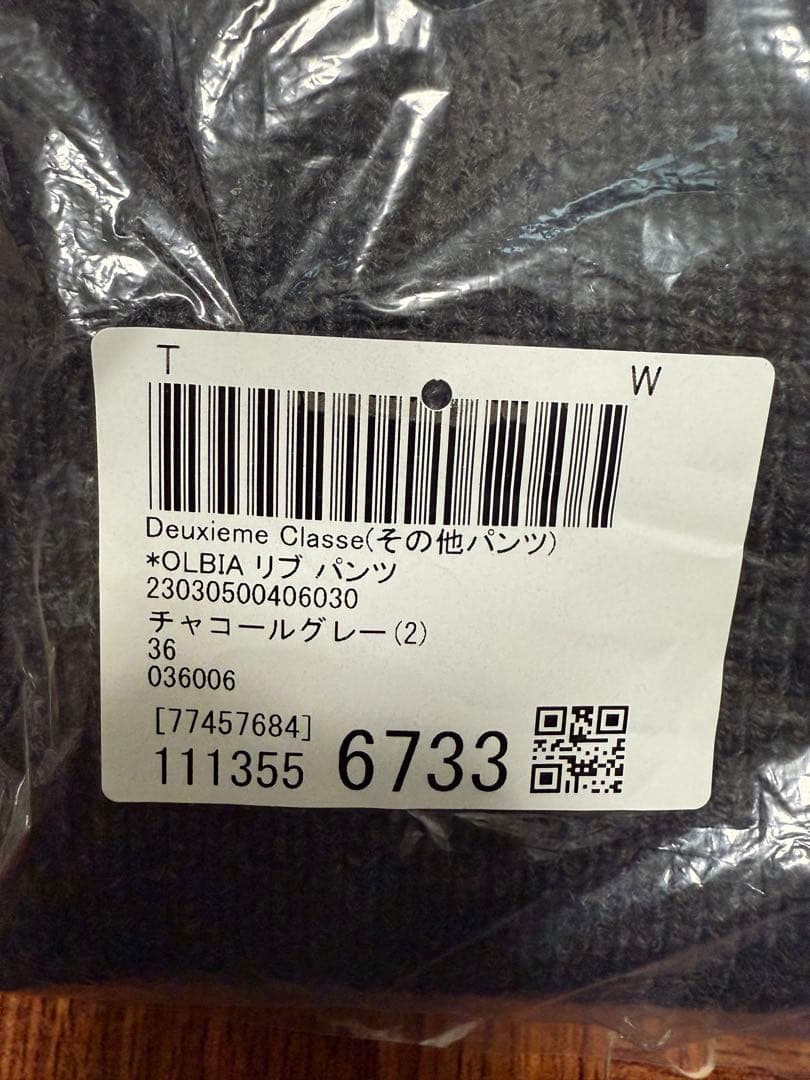 T W
Deuxieme Classe(その他パンツ)
*OLBIA リブ パンツ
23030500406030
チャコールグレー(2)
36
036006
[77457684]
111355 6733